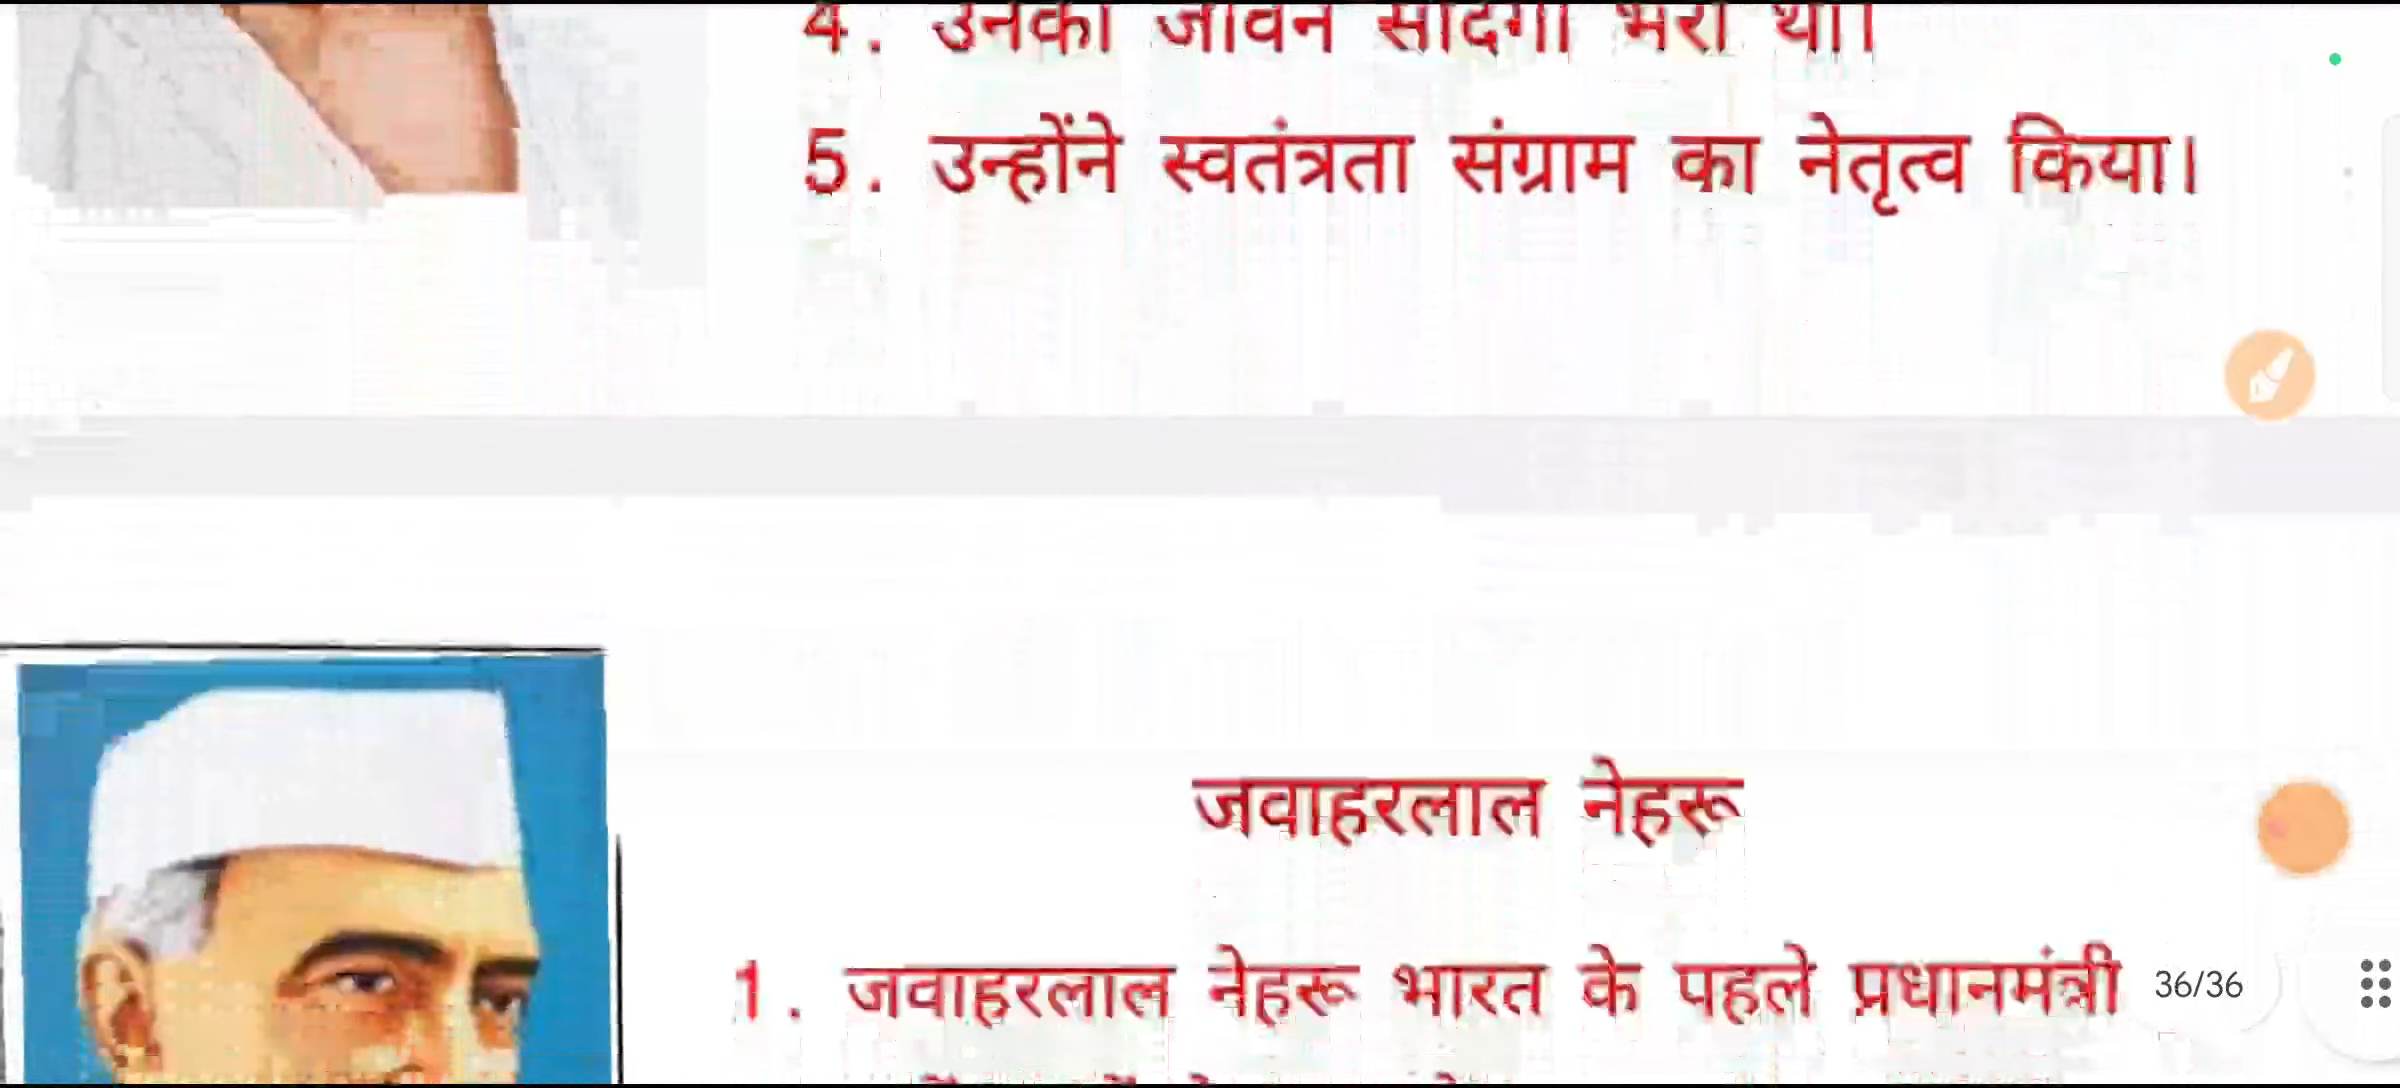 4. उनका जीवन सादगी भरा था।
5. उन्होंने स्वतंत्रता संग्राम का नेतृत्व किया।
जवाहरलाल नेहरू
1. जवाहरलाल नेहरू भारत के पहले प्रधानमंत्री
36/36